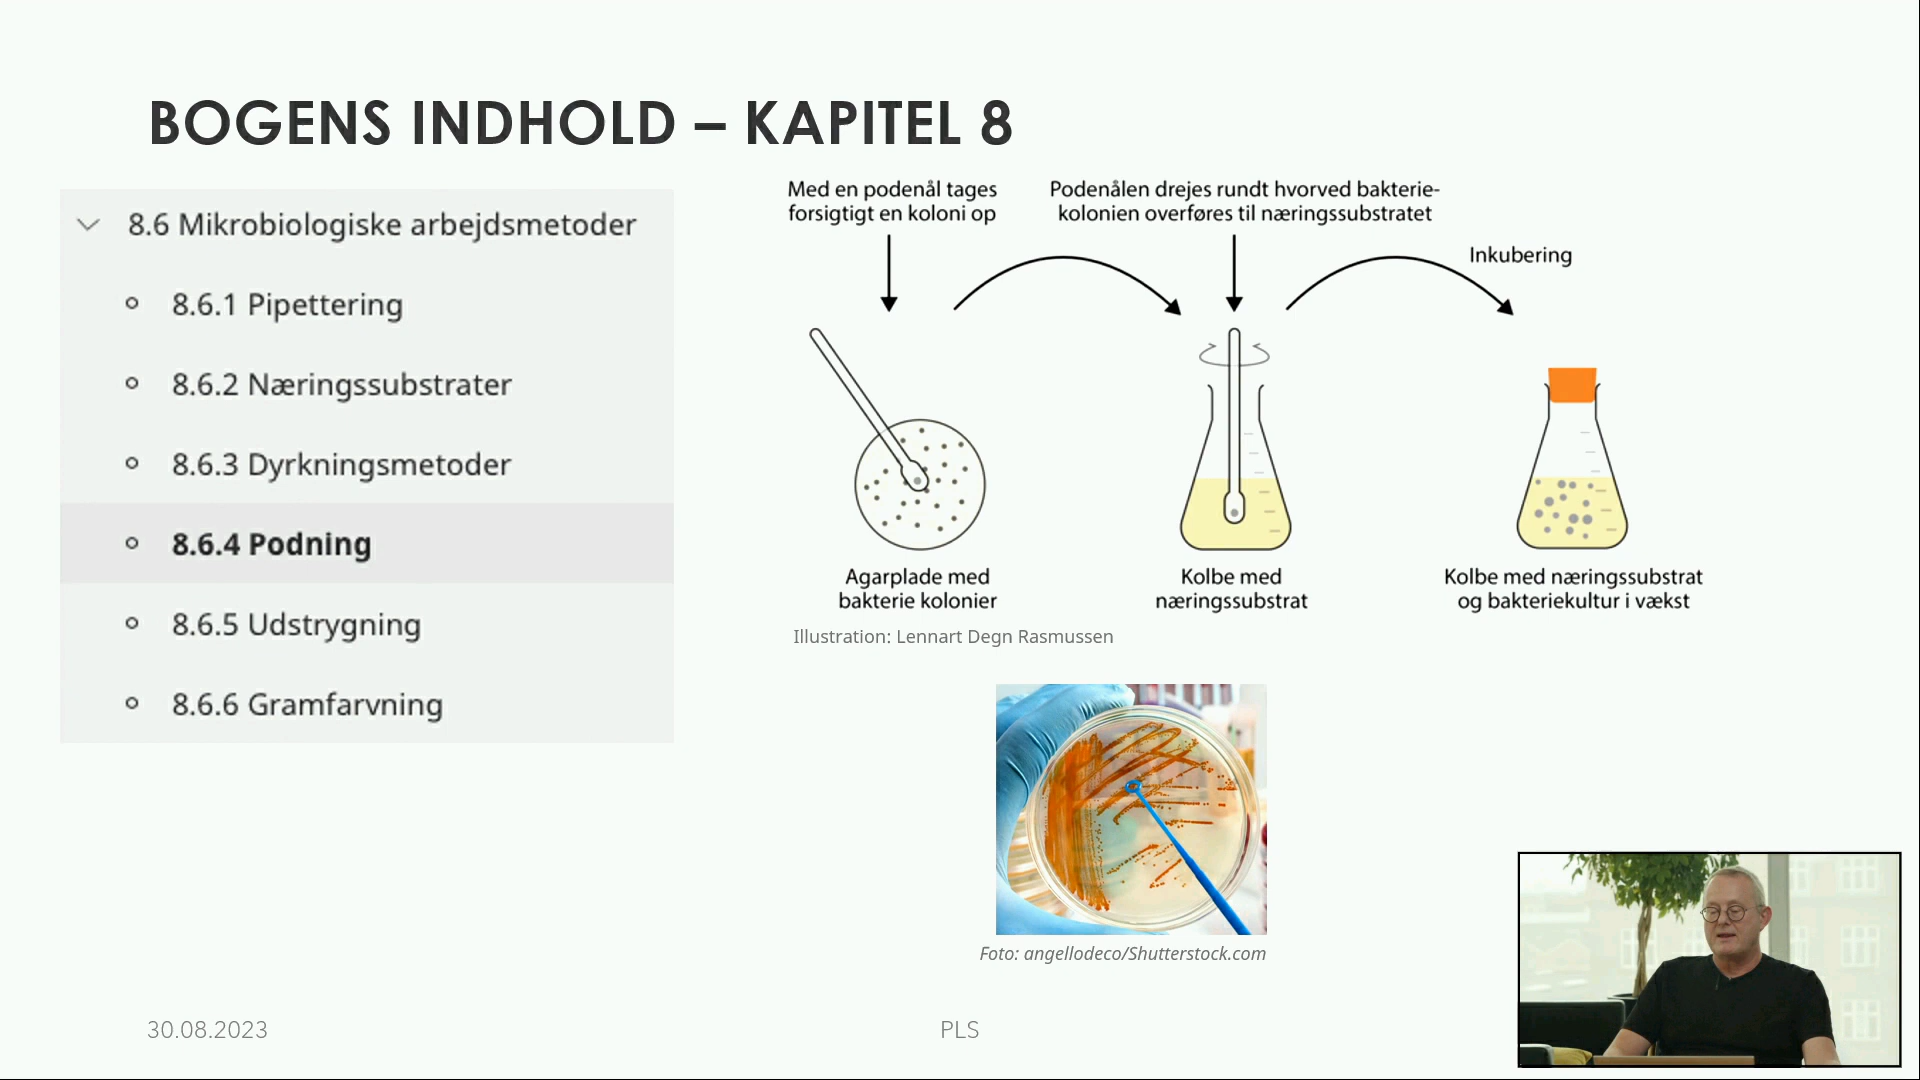 BOGENS INDHOLD – KAPITEL 8
8.6 Mikrobiologiske arbejdsmetoder
8.6.1 Pipettering
8.6.2 Næringssubstrater
8.6.3 Dyrkningsmetoder
8.6.4 Podning
8.6.5 Udstrygning
8.6.6 Gramfarvning
Med en podenål tages
forsigtigt en koloni op
Podenålen drejes rundt hvorved bakterie-
kolonien overføres til næringssubstratet
Inkubering
Agarplade med
bakterie kolonier
Kolbe med
næringssubstrat
Kolbe med næringssubstrat
og bakteriekultur i vækst
Illustration: Lennart Degn Rasmussen
Foto: angellodeco/Shutterstock.com
30.08.2023
PLS